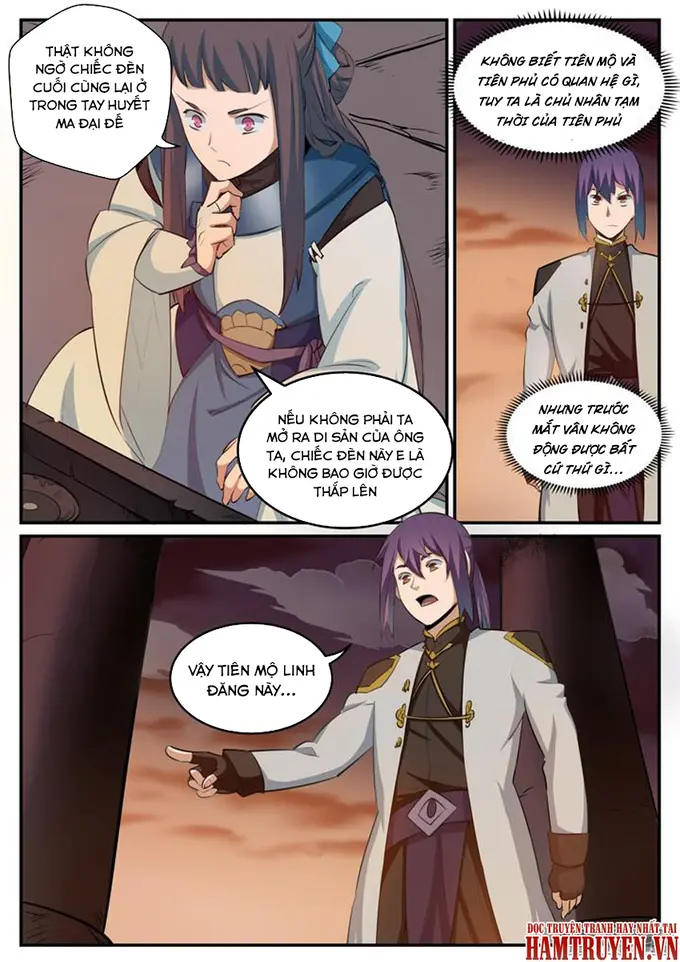 THẬT KHÔNG
NGỜ CHIẾC ĐÈN
CUỐI CÙNG LẠI Ở
TRONG TAY HUYẾT
MA ĐẠI ĐẾ
KHÔNG BIẾT TIÊN MỘ VÀ
TIÊN PHỦ CÓ QUAN HỆ GÌ,
TUY TA LÀ CHỦ NHÂN TẠM
THỜI CỦA TIÊN PHỦ
NẾU KHÔNG PHẢI TA
MỞ RA DI SẢN CỦA ÔNG
TA, CHIẾC ĐÈN NÀY E LÀ
KHÔNG BAO GIỜ ĐƯỢC
THẮP LÊN
NHƯNG TRƯỚC
MẮT VẪN KHÔNG
ĐỘNG ĐƯỢC BẤT
CỨ THỨ GÌ...
VẬY TIÊN MỘ LINH
ĐĂNG NÀY...
ĐỌC TRUYỆN TRANH HAY NHẤT TẠI
HAMTRUYEN.VN